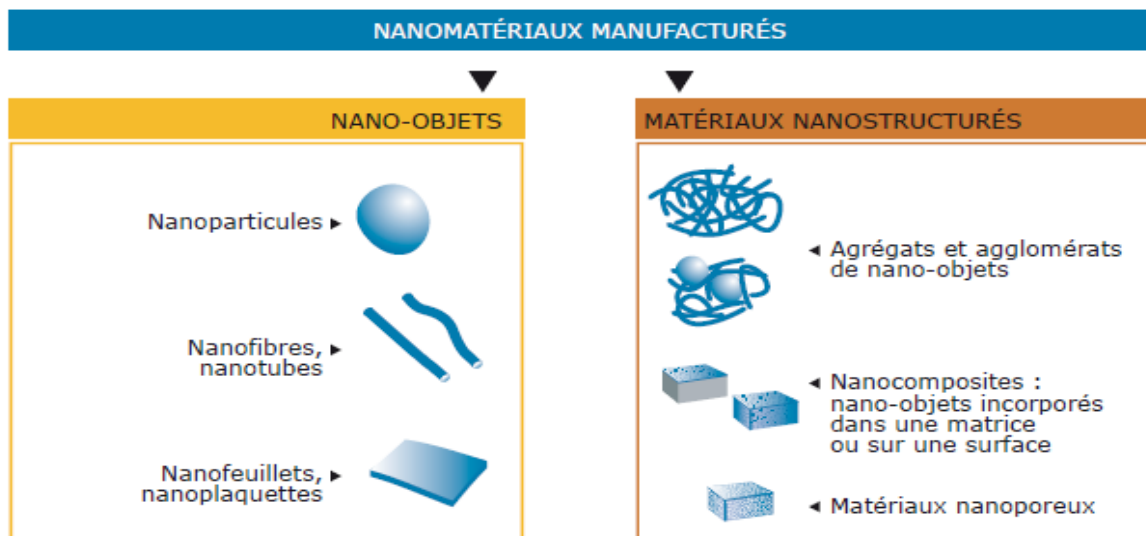 NANOMATÉRIAUX MANUFACTURÉS
NANO-OBJETS
Nanoparticules
Nanofibres,
nanotubes
Nanofeuillets,
nanoplaquettes
MATÉRIAUX NANOSTRUCTURÉS
Agrégats et agglomérats
de nano-objets
Nanocomposites :
nano-objets incorporés
dans une matrice
ou sur une surface
Matériaux nanoporeux